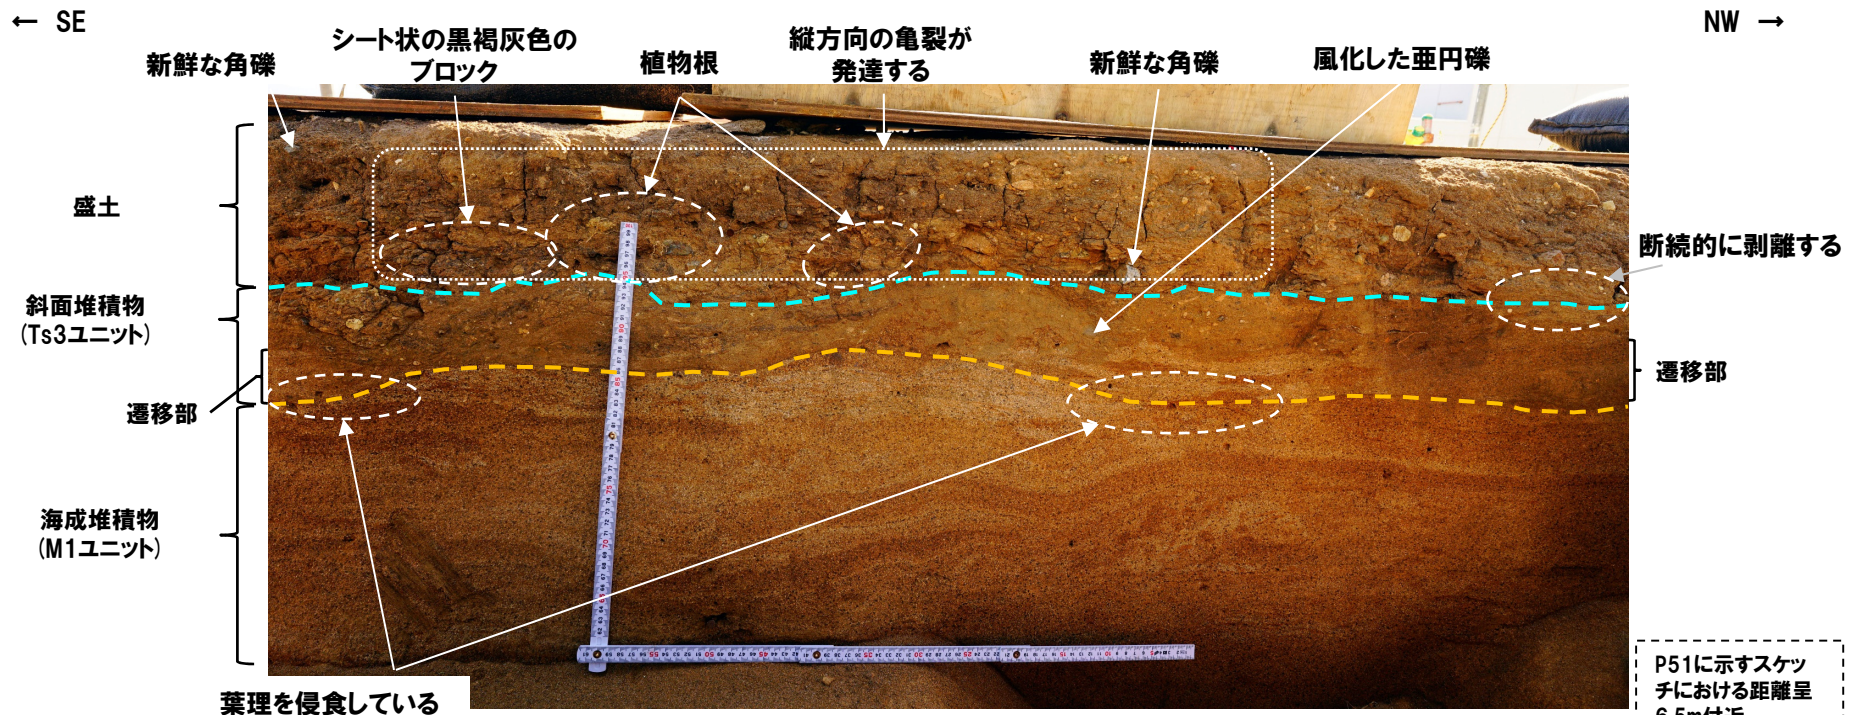 ← SE
NW →
新鮮な角礫
シート状の黒褐灰色の
ブロック
植物根
縦方向の亀裂が
発達する
新鮮な角礫
風化した亜円礫
盛土
断続的に剥離する
斜面堆積物
(Ts3ユニット)
遷移部
遷移部
海成堆積物
(M1ユニット)
葉理を侵食している
P51に示すスケッ
チにおける距離呈
6.5m付近